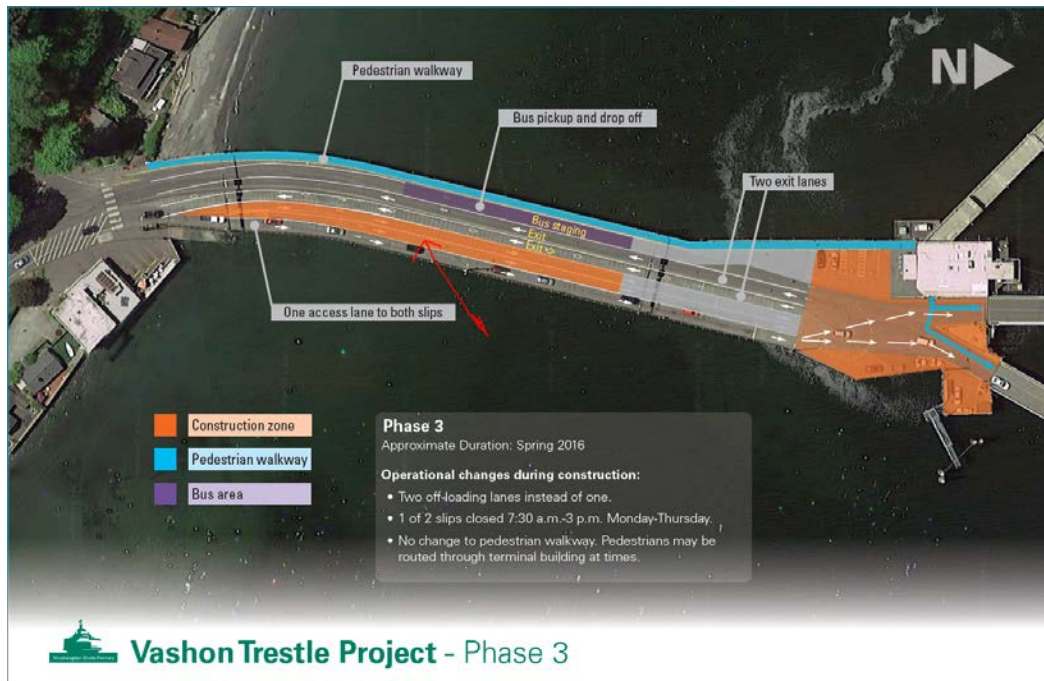 N
Pedestrian walkway
Bus pickup and drop off
Two exit lanes
Bus staging
Exit
Exit
One access lane to both slips
Construction zone
Pedestrian walkway
Bus area
Phase 3
Approximate Duration: Spring 2016
Operational changes during construction:
• Two off-loading lanes instead of one.
• 1 of 2 slips closed 7:30 a.m.-3 p.m. Monday-Thursday.
• No change to pedestrian walkway. Pedestrians may be
routed through terminal building at times.
Washington State Ferries
Vashon Trestle Project - Phase 3